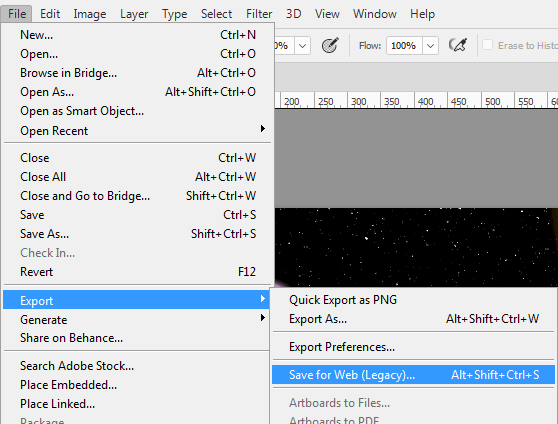 File Edit Image Layer Type Select Filter 3D View Window Help
0% Flow: 100% Erase to Histo
200 250 300 350 400 450 500 550 60
New... Ctrl+N
Open... Ctrl+O
Browse in Bridge... Alt+Ctrl+O
Open As... Alt+Shift+Ctrl+O
Open as Smart Object...
Open Recent
Close Ctrl+W
Close All Alt+Ctrl+W
Close and Go to Bridge... Shift+Ctrl+W
Save Ctrl+S
Save As... Shift+Ctrl+S
Check In...
Revert F12
Export
Generate
Share on Behance...
Search Adobe Stock...
Place Embedded...
Place Linked...
Package...
Quick Export as PNG
Export As... Alt+Shift+Ctrl+W
Export Preferences...
Save for Web (Legacy)... Alt+Shift+Ctrl+S
Artboards to Files...
Artboards to PDF...